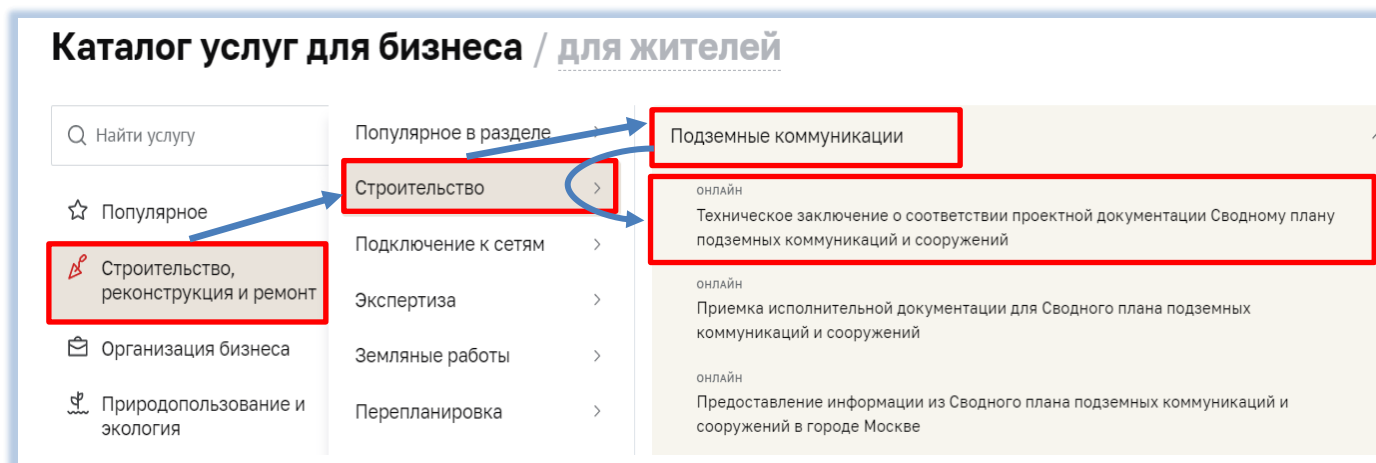 Каталог услуг для бизнеса / для жителей
Найти услугу
Популярное
Строительство,
реконструкция и ремонт
Организация бизнеса
Природопользование и
экология
Популярное в разделе
Строительство
Подключение к сетям
Экспертиза
Земляные работы
Перепланировка
Подземные коммуникации
ОНЛАЙН
Техническое заключение о соответствии проектной документации Сводному плану
подземных коммуникаций и сооружений
ОНЛАЙН
Приемка исполнительной документации для Сводного плана подземных
коммуникаций и сооружений
ОНЛАЙН
Предоставление информации из Сводного плана подземных коммуникаций и
сооружений в городе Москве